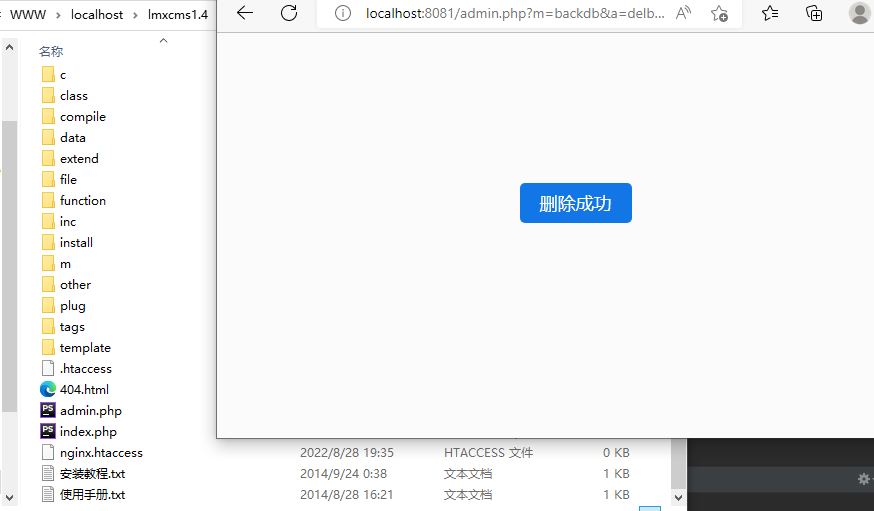 WWW › localhost › lmxcms1.4
localhost:8081/admin.php?m=backdb&a=delb...
名称
c
class
compile
data
extend
file
function
inc
install
m
other
plug
tags
template
.htaccess
404.html
admin.php
index.php
nginx.htaccess 2022/8/28 19:35 HTACCESS 文件 0 KB
安装教程.txt 2014/9/24 0:38 文本文档 1 KB
使用手册.txt 2014/8/28 16:21 文本文档 1 KB
删除成功